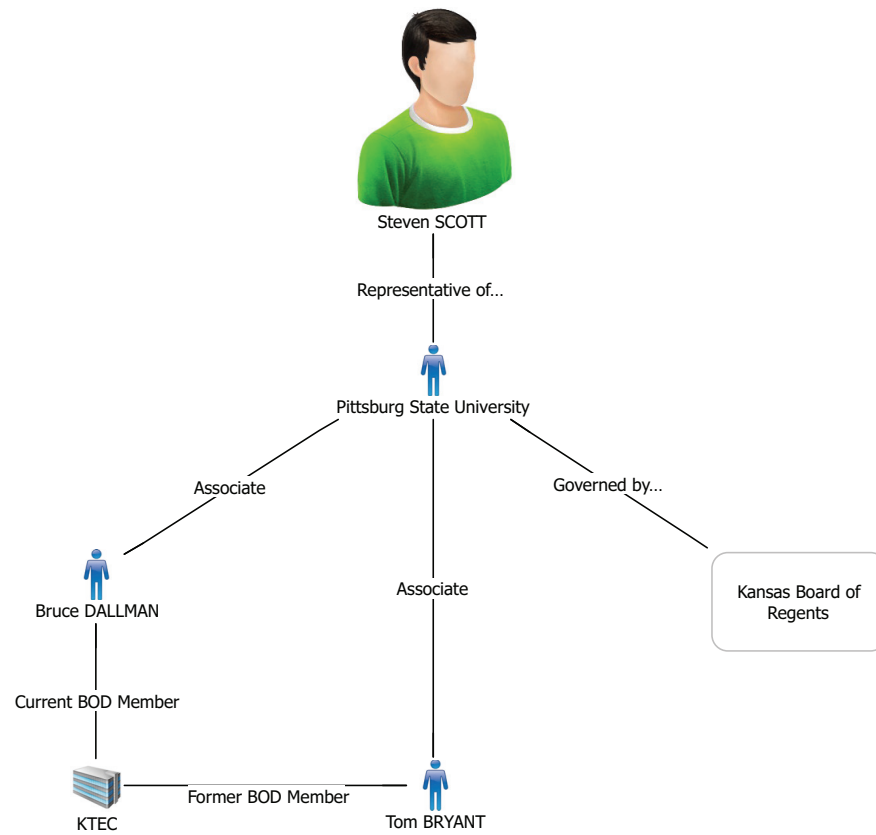 Steven SCOTT
Representative of...
Pittsburg State University
Associate
Governed by...
Bruce DALLMAN
Associate
Kansas Board of
Regents
Current BOD Member
Former BOD Member
KTEC
Tom BRYANT